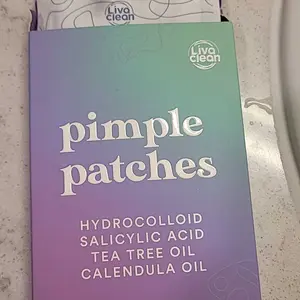 Liva
clean
Liva
clean
pimple
patches
HYDROCOLLOID
SALICYLIC ACID
TEA TREE OIL
CALENDULA OIL